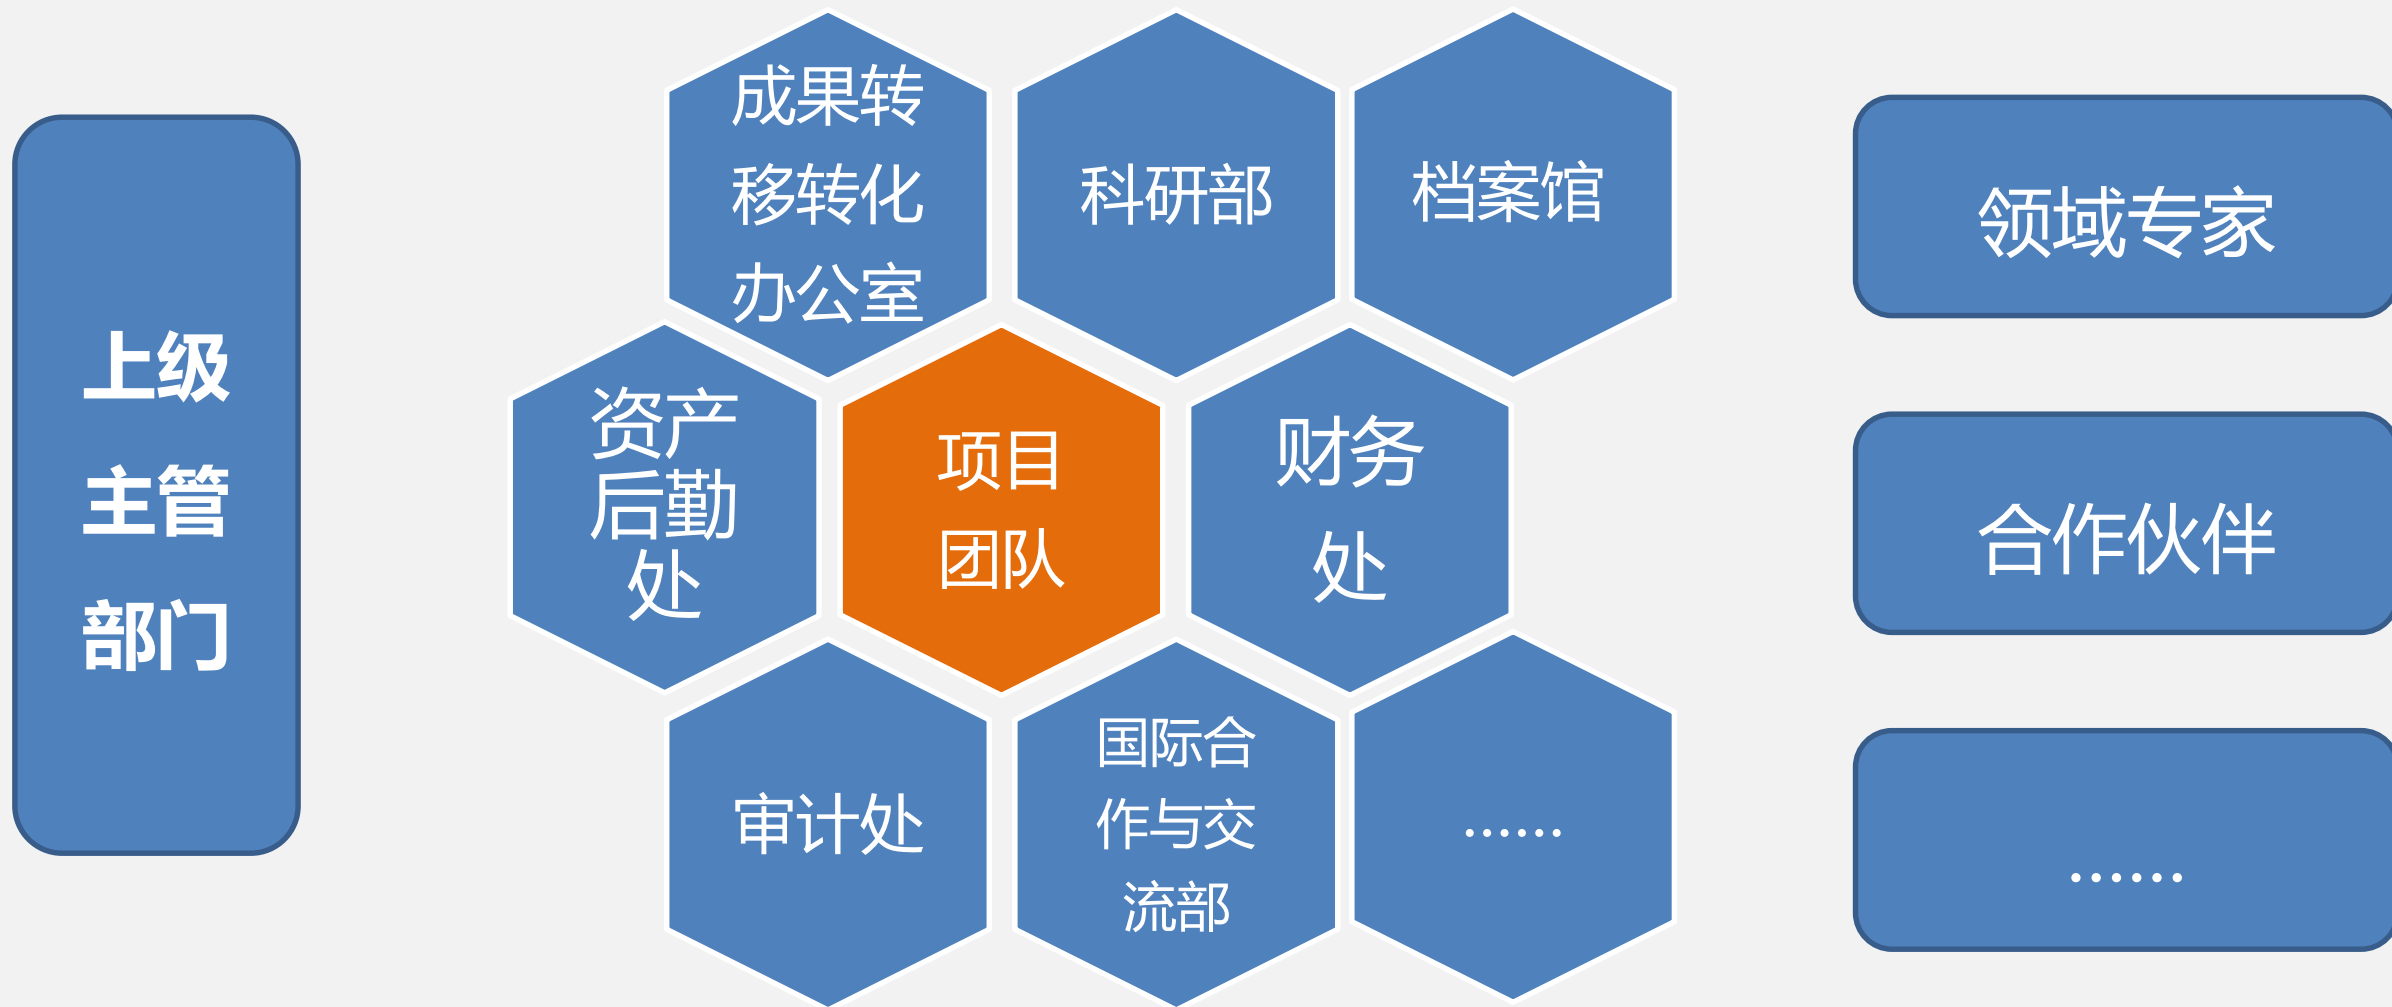 上级
主管
部门
成果转
移转化
办公室
科研部
档案馆
资产
后勤
处
项目
团队
财务
处
审计处
国际合
作与交
流部
……
领域专家
合作伙伴
……